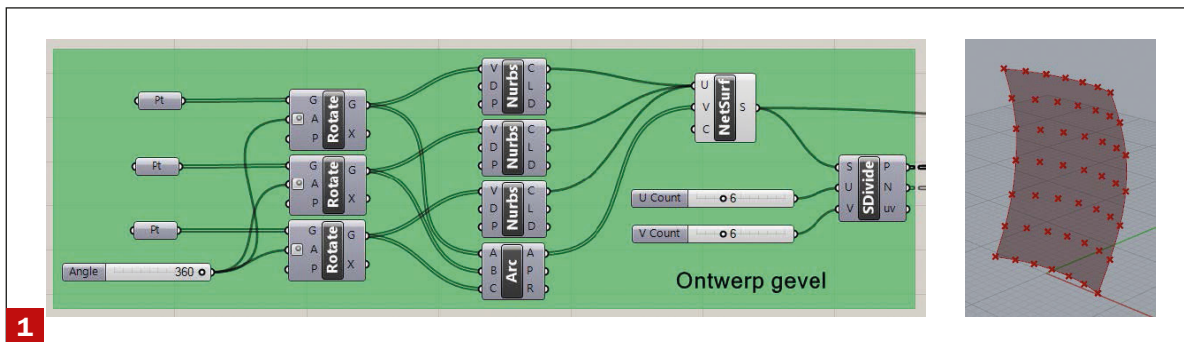 Pt
G
A
P
Rotate
G
X
V
D
P
Nurbs
C
L
D
U
V
C
NetSurf
S
Pt
G
A
P
Rotate
G
X
V
D
P
Nurbs
C
L
D
Pt
G
A
P
Rotate
G
X
V
D
P
Nurbs
C
L
D
U Count 6
V Count 6
S
U
V
SDivide
P
N
uv
Angle 360
A
B
C
Arc
A
P
R
Ontwerp gevel
1